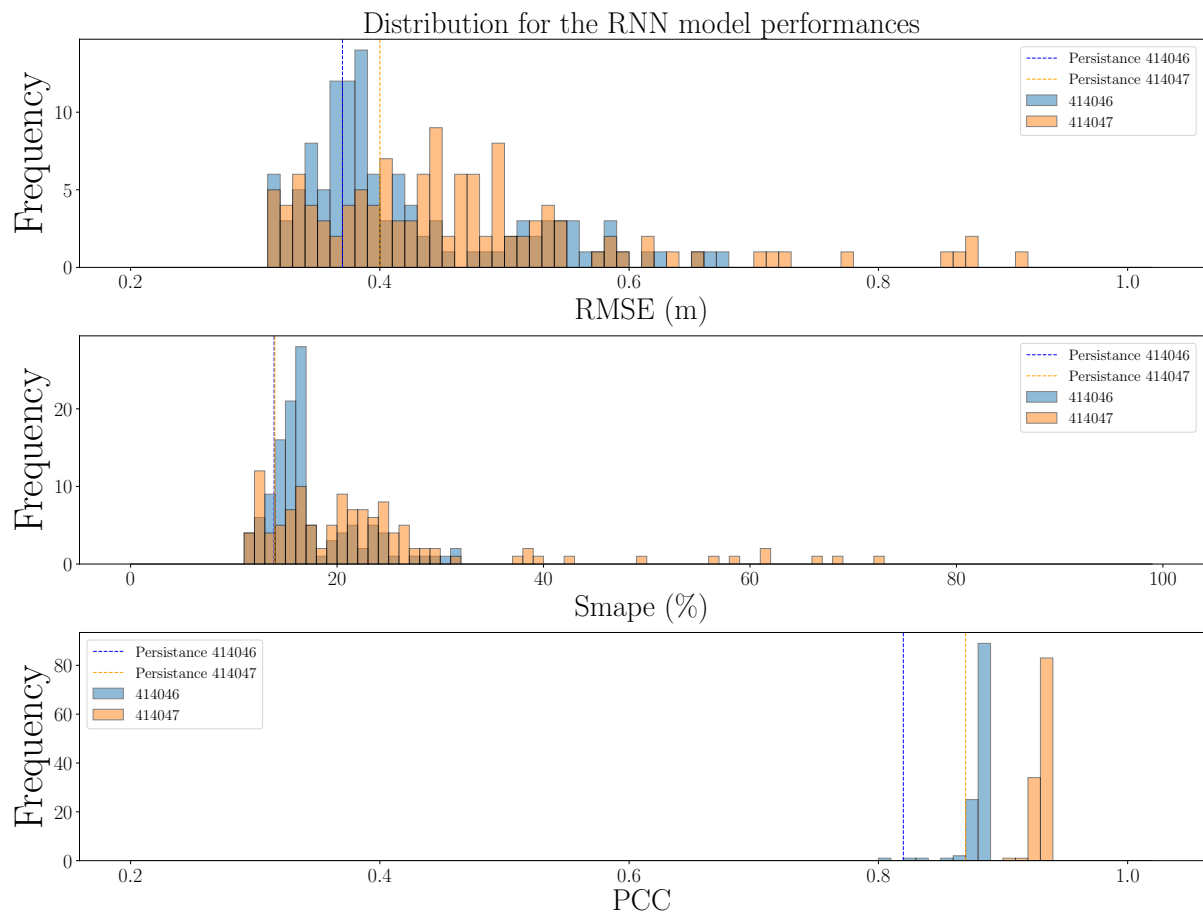 Distribution for the RNN model performances
Frequency
10
5
0
Persistance 414046
Persistance 414047
414046
414047
0.2
0.4
0.6
0.8
1.0
RMSE (m)
Frequency
20
10
0
Persistance 414046
Persistance 414047
414046
414047
0
20
40
60
80
100
Smape (%)
Frequency
80
60
40
20
0
Persistance 414046
Persistance 414047
414046
414047
0.2
0.4
0.6
0.8
1.0
PCC